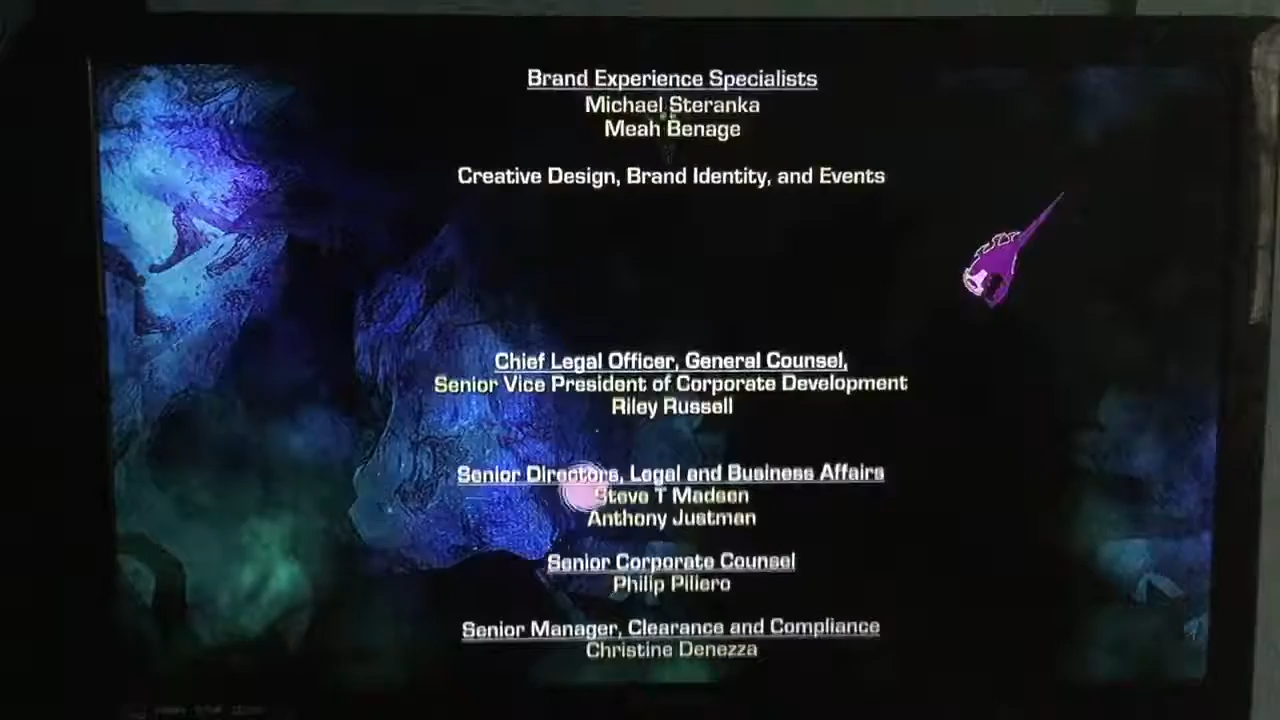 Brand Experience Specialists
Michael Steranka
Meah Benage
Creative Design, Brand Identity, and Events
Chief Legal Officer, General Counsel,
Senior Vice President of Corporate Development
Riley Russell
Senior Directors, Legal and Business Affairs
Steve T Madsen
Anthony Justman
Senior Corporate Counsel
Philip Piliero
Senior Manager, Clearance and Compliance
Christine Denezza